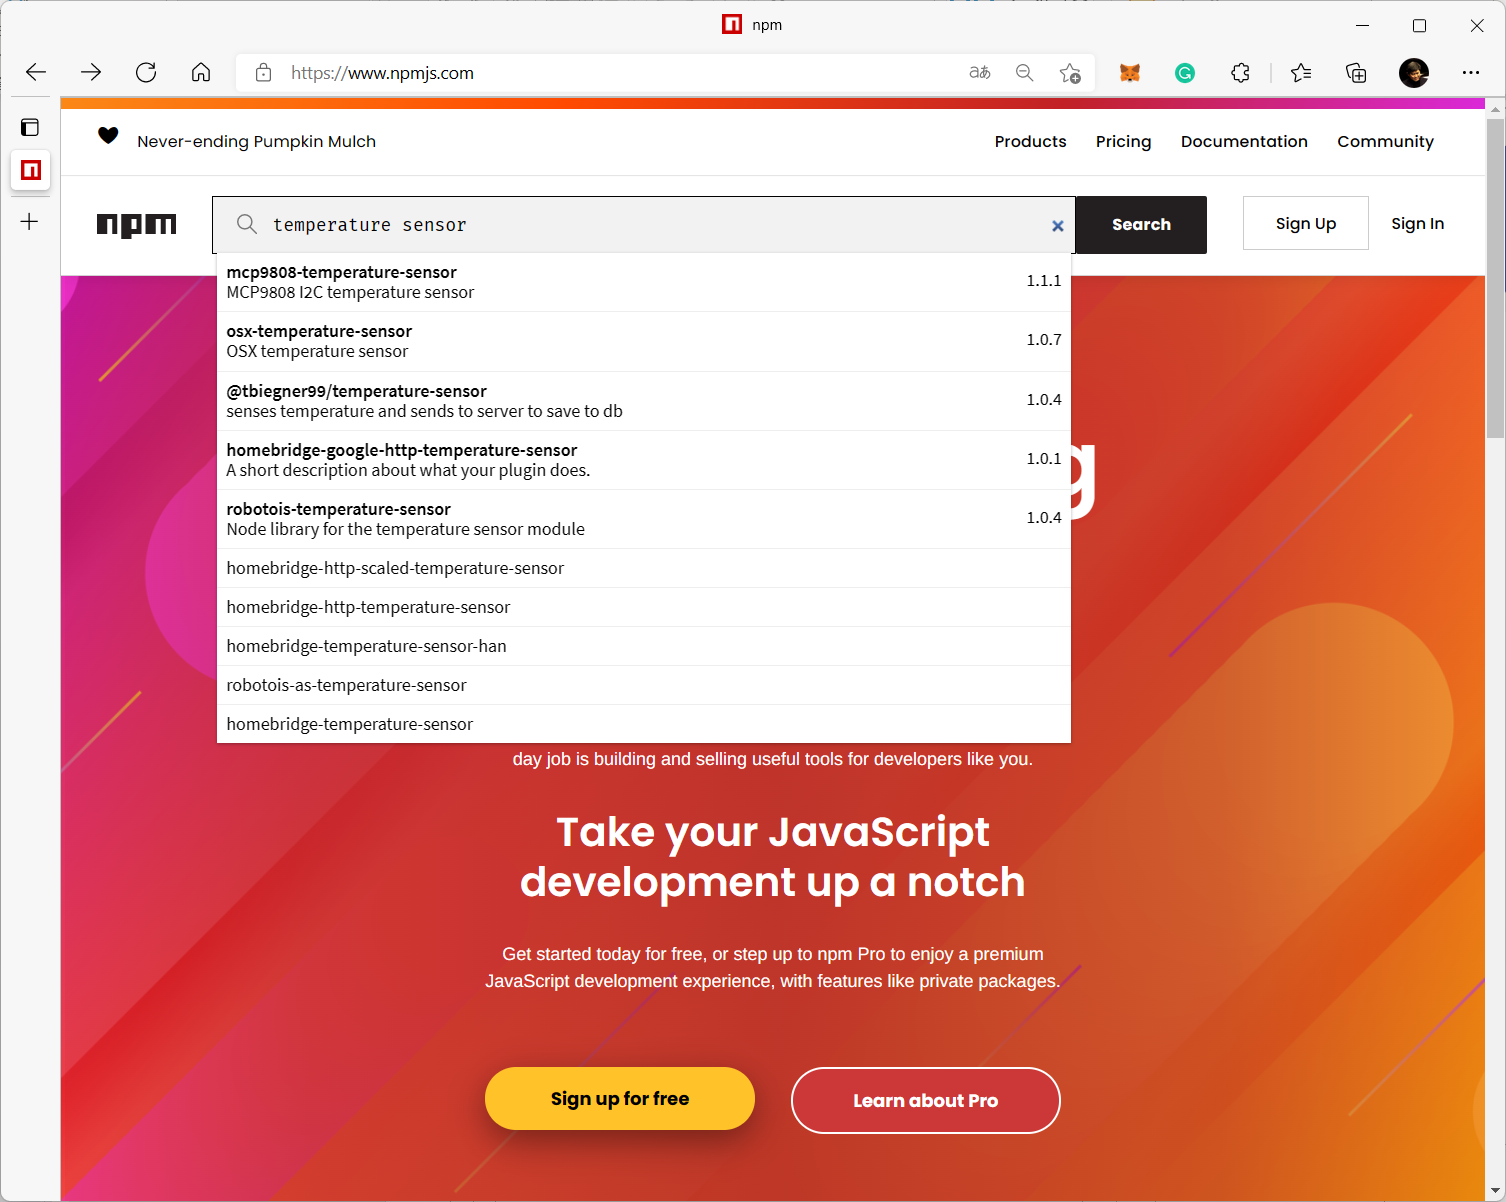 npm
https://www.npmjs.com
Never-ending Pumpkin Mulch
Products
Pricing
Documentation
Community
npm
temperature sensor
Search
Sign Up
Sign In
mcp9808-temperature-sensor
MCP9808 I2C temperature sensor
1.1.1
osx-temperature-sensor
OSX temperature sensor
1.0.7
@tbiegner99/temperature-sensor
senses temperature and sends to server to save to db
1.0.4
homebridge-google-http-temperature-sensor
A short description about what your plugin does.
1.0.1
robotois-temperature-sensor
Node library for the temperature sensor module
1.0.4
homebridge-http-scaled-temperature-sensor
homebridge-http-temperature-sensor
homebridge-temperature-sensor-han
robotois-as-temperature-sensor
homebridge-temperature-sensor
day job is building and selling useful tools for developers like you.
Take your JavaScript
development up a notch
Get started today for free, or step up to npm Pro to enjoy a premium
JavaScript development experience, with features like private packages.
Sign up for free
Learn about Pro